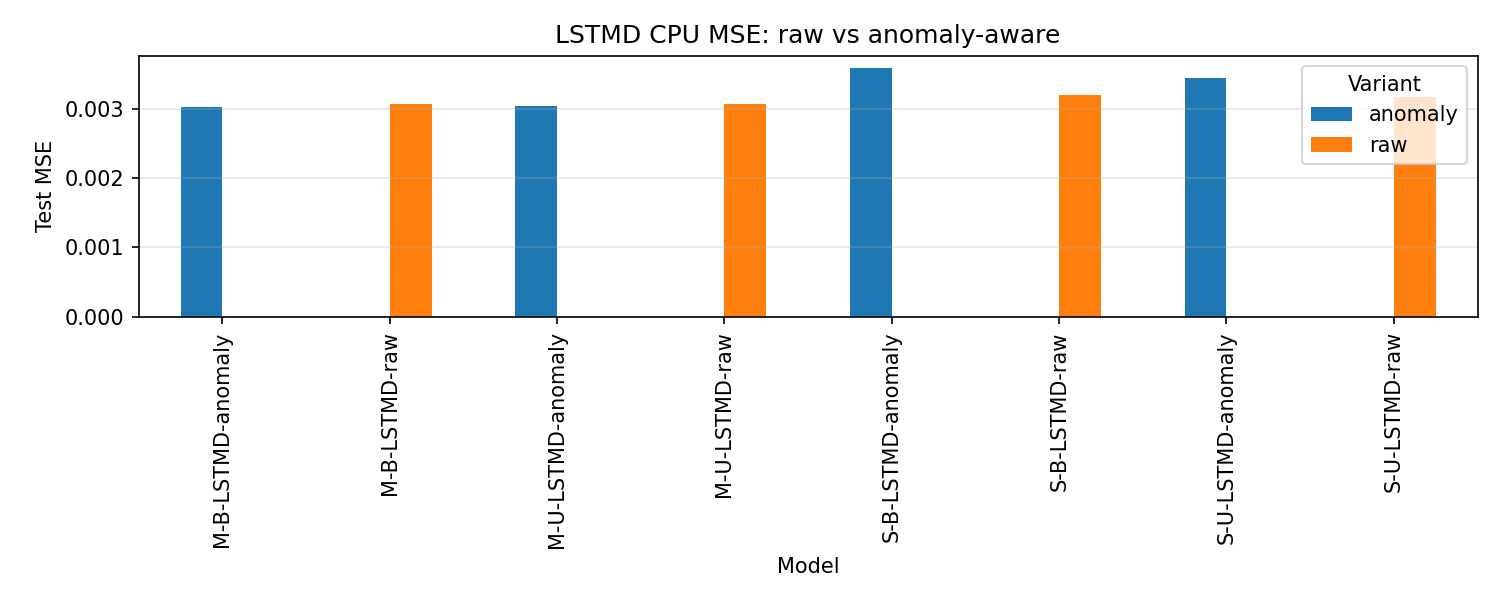 LSTMD CPU MSE: raw vs anomaly-aware
Variant
anomaly
raw
Test MSE
0.003
0.002
0.001
0.000
M-B-LSTMD-anomaly
M-B-LSTMD-raw
M-U-LSTMD-anomaly
M-U-LSTMD-raw
S-B-LSTMD-anomaly
S-B-LSTMD-raw
S-U-LSTMD-anomaly
S-U-LSTMD-raw
Model